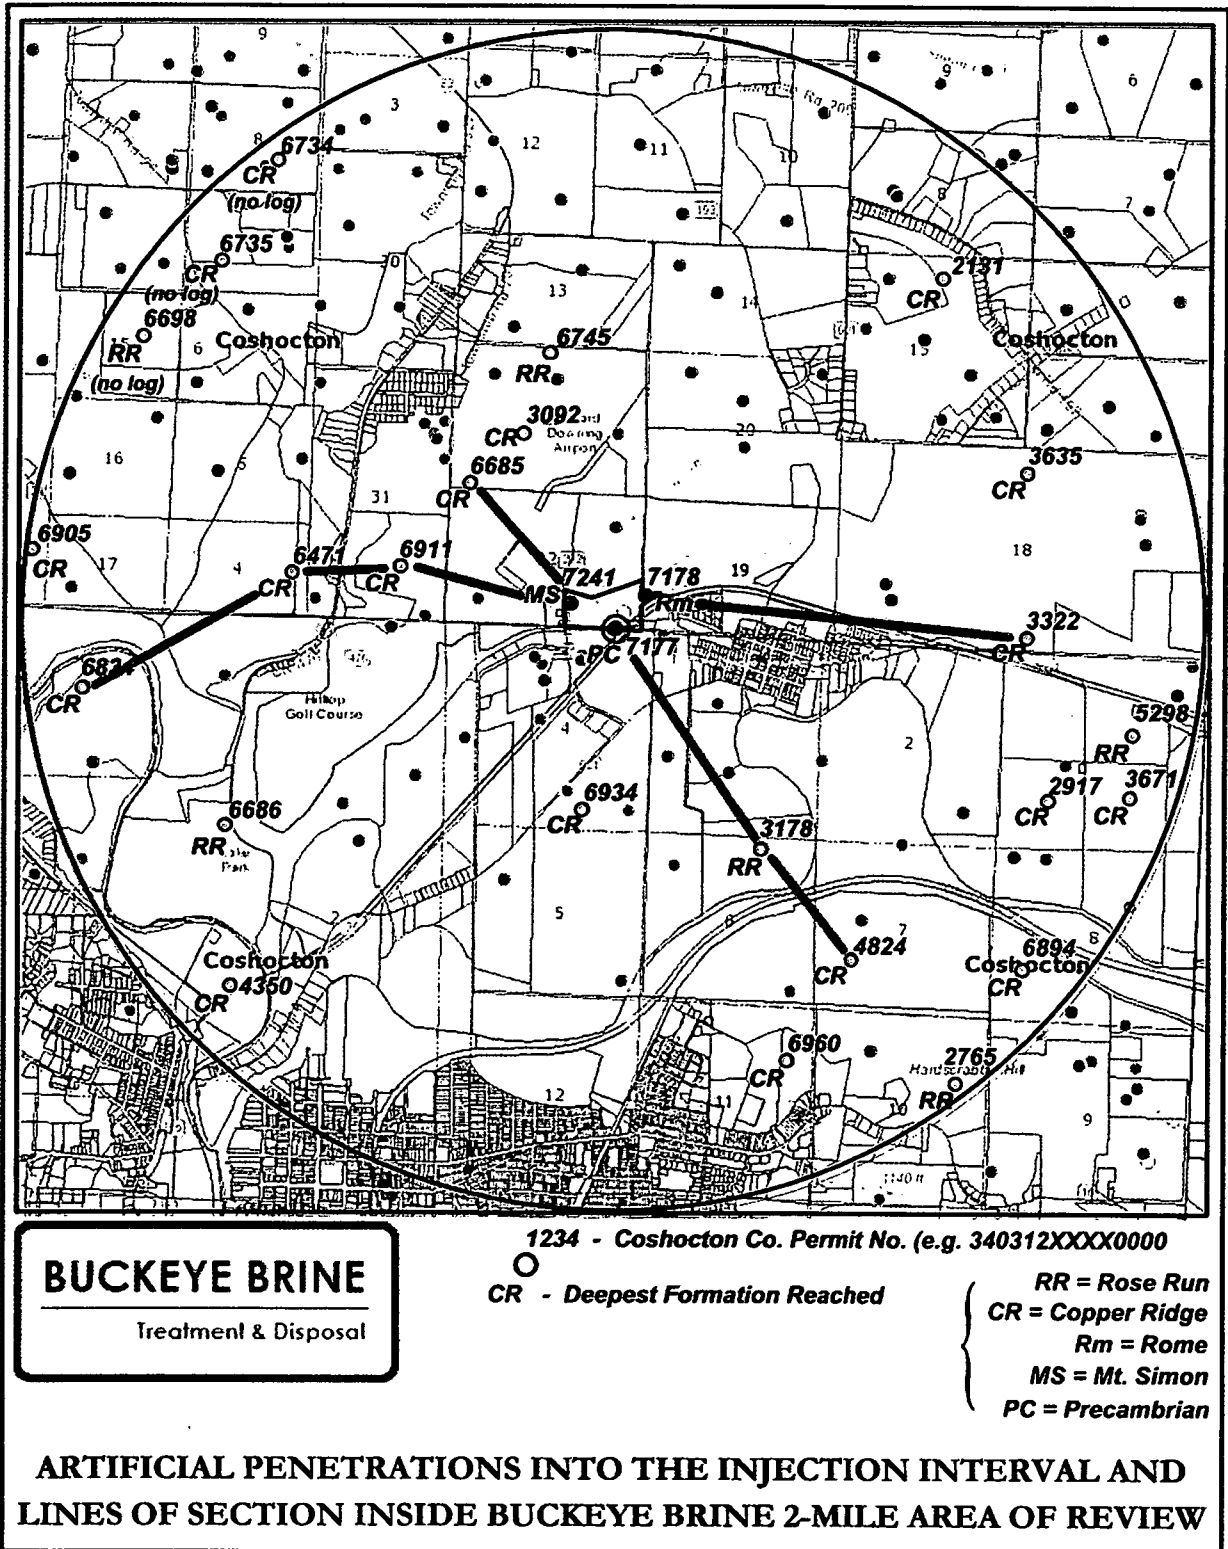 9
9
6
3
8
6734
CR
(no log)
12
11
10
8
7
193
6735
CR
(no log)
13
14
2131
CR
6698
RR
(no log)
6
Coshocton
6745
RR
15
Coshocton
3092
CR
Airport
20
16
6685
CR
3635
CR
31
6905
CR
17
4
6471
CR
6911
CR
18
19
7241
MS
7178
Rm
3322
CR
PC 7177
CR
Hilltop
Golf Course
4
2
5298
RR
6934
CR
2917
CR
3671
CR
6686
RR
Lake
Park
3178
RR
2
5
6
7
4824
CR
8
6894
Coshocton
CR
Coshocton
4350
CR
6960
CR
2765
RR
12
11
10
9
1234 - Coshocton Co. Permit No. (e.g. 340312XXXX0000
CR - Deepest Formation Reached
RR = Rose Run
CR = Copper Ridge
Rm = Rome
MS = Mt. Simon
PC = Precambrian
BUCKEYE BRINE
Treatment & Disposal
ARTIFICIAL PENETRATIONS INTO THE INJECTION INTERVAL AND
LINES OF SECTION INSIDE BUCKEYE BRINE 2-MILE AREA OF REVIEW